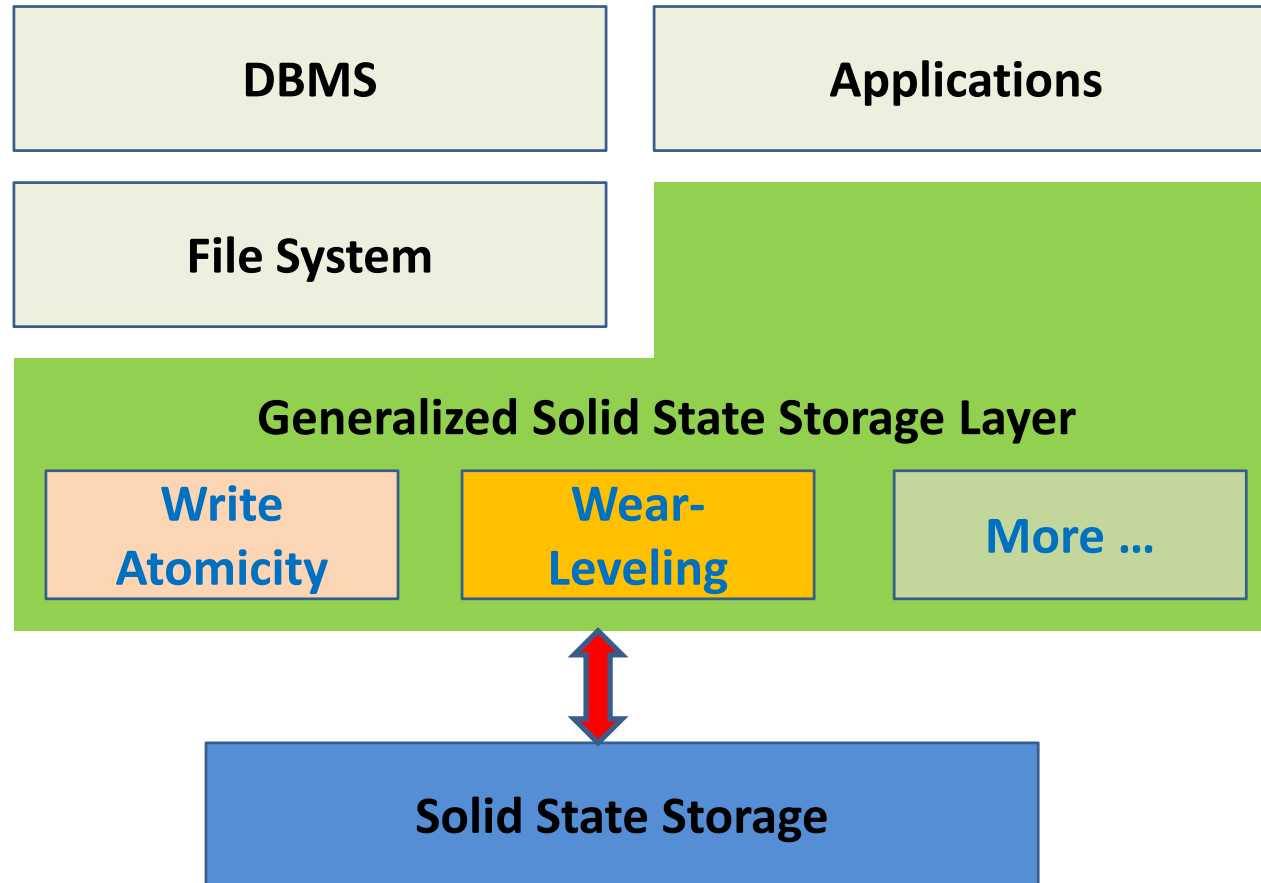 DBMS
Applications
File System
Generalized Solid State Storage Layer
Write
Atomicity
Wear-
Leveling
More …
Solid State Storage